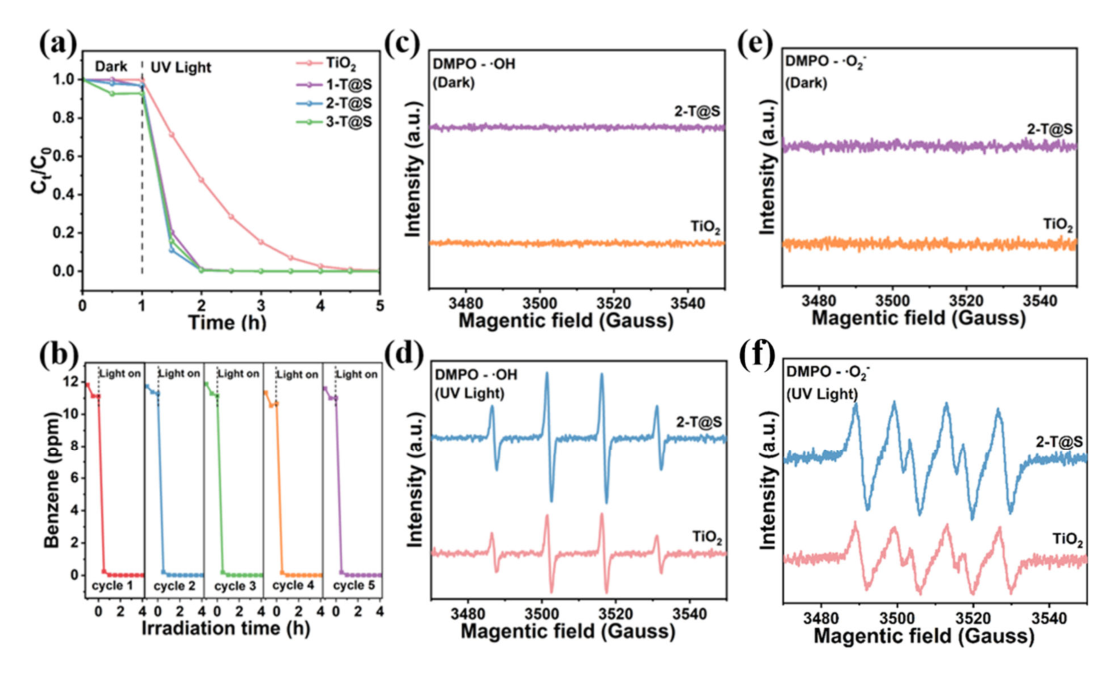 (a)
Dark
UV Light
TiO₂
1-T@S
2-T@S
3-T@S
1.0
0.8
0.6
0.4
0.2
0.0
Cₜ/C₀
0 1 2 3 4 5
Time (h)
(b)
Light on Light on Light on Light on Light on
12
10
8
6
4
2
0
Benzene (ppm)
cycle 1 cycle 2 cycle 3 cycle 4 cycle 5
0 2 4 0 2 4 0 2 4 0 2 4 0 2 4
Irradiation time (h)
(c)
DMPO - ·OH
(Dark)
2-T@S
TiO₂
Intensity (a.u.)
3480 3500 3520 3540
Magentic field (Gauss)
(d)
DMPO - ·OH
(UV Light)
2-T@S
TiO₂
Intensity (a.u.)
3480 3500 3520 3540
Magentic field (Gauss)
(e)
DMPO - ·O₂⁻
(Dark)
2-T@S
TiO₂
Intensity (a.u.)
3480 3500 3520 3540
Magentic field (Gauss)
(f)
DMPO - ·O₂⁻
(UV Light)
2-T@S
TiO₂
Intensity (a.u.)
3480 3500 3520 3540
Magentic field (Gauss)